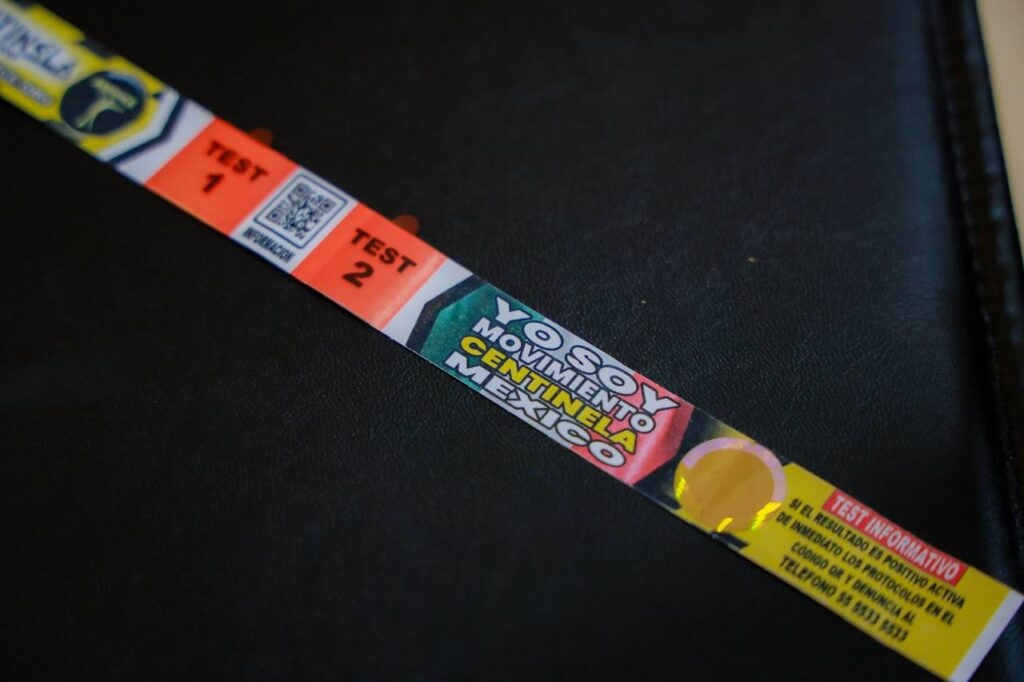 TEST
1
INFORMACION
TEST
2
YO SOY
MOVIMIENTO
CENTINELA
MEXICO
TEST INFORMATIVO
SI EL RESULTADO ES POSITIVO ACTIVA
DE INMEDIATO LOS PROTOCOLOS EN EL
CÓDIGO QR Y DENUNCIA AL
TELEFONO 55 5533 5533